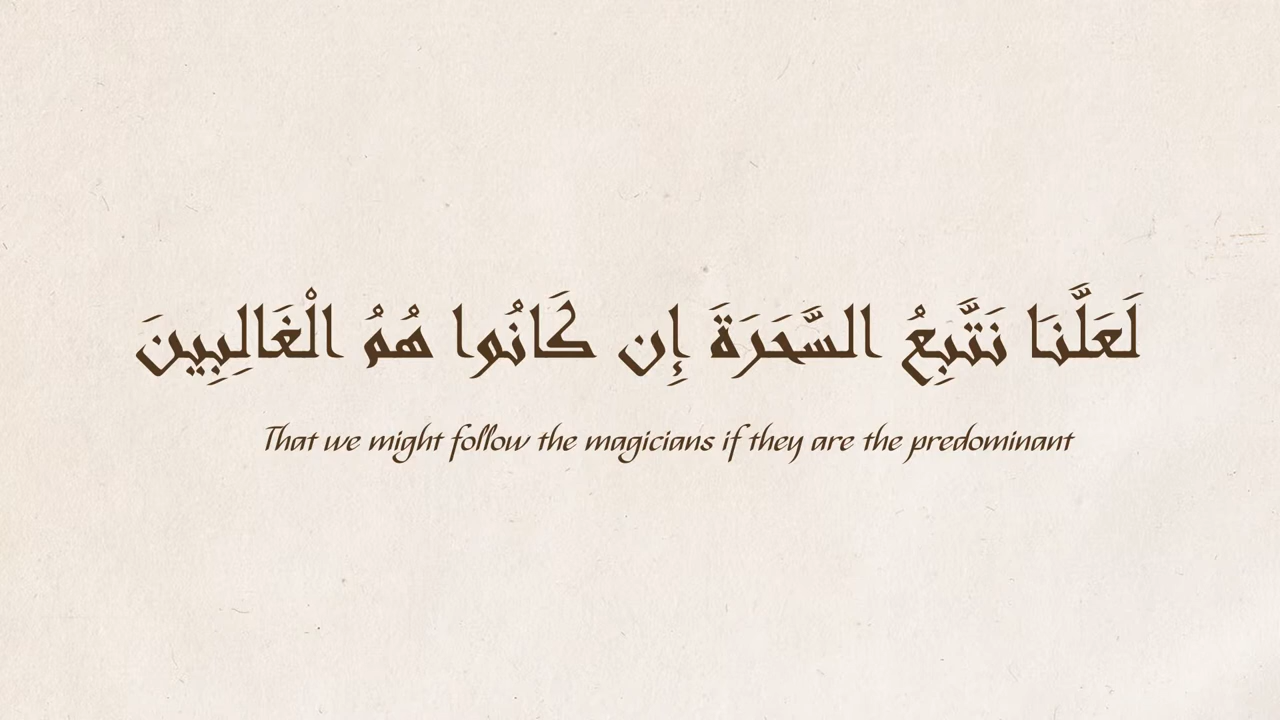 لَعَلَّنَا نَتَّبِعُ السَّحَرَةَ إِن كَانُوا هُمُ الْغَالِبِينَ
That we might follow the magicians if they are the predominant